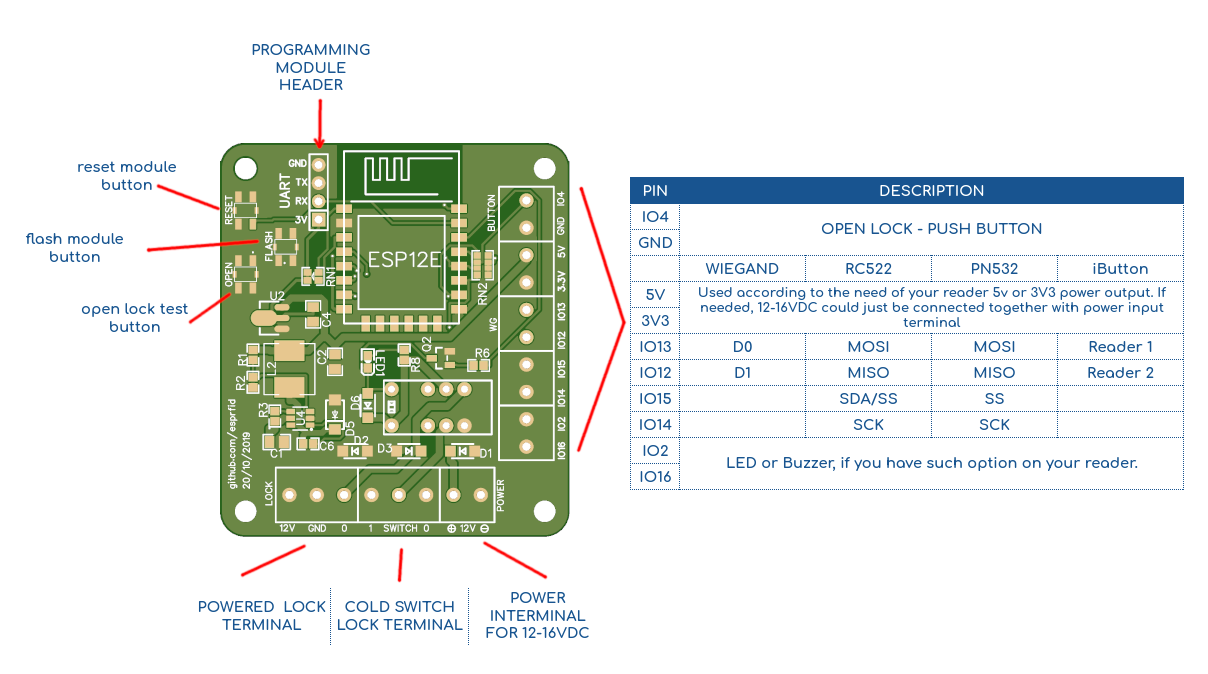 PROGRAMMING
MODULE
HEADER
reset module
button
flash module
button
open lock test
button
GND
TX
RX
3V
UART
RESET
FLASH
OPEN
ESP12E
BUTTON
IO4
GND
5V
3.3V
IO13
WG
IO12
IO15
IO14
IO2
IO16
RN1
RN2
U2
C4
Q2
R6
R1
R2
L2
C2
LED1
R8
R3
U4
D6
D5
C1
C6
D2
D3
D1
github.com/esprfid
20/10/2019
LOCK
POWER
12V GND 0 1 SWITCH 0 ⊕ 12V ⊖
POWERED LOCK
TERMINAL
COLD SWITCH
LOCK TERMINAL
POWER
INTERMINAL
FOR 12-16VDC
PIN DESCRIPTION
IO4
GND
OPEN LOCK - PUSH BUTTON
WIEGAND RC522 PN532 iButton
5V
3V3
Used according to the need of your reader 5v or 3V3 power output. If
needed, 12-16VDC could just be connected together with power input
terminal
IO13 D0 MOSI MOSI Reader 1
IO12 D1 MISO MISO Reader 2
IO15 SDA/SS SS
IO14 SCK SCK
IO2
IO16
LED or Buzzer, if you have such option on your reader.